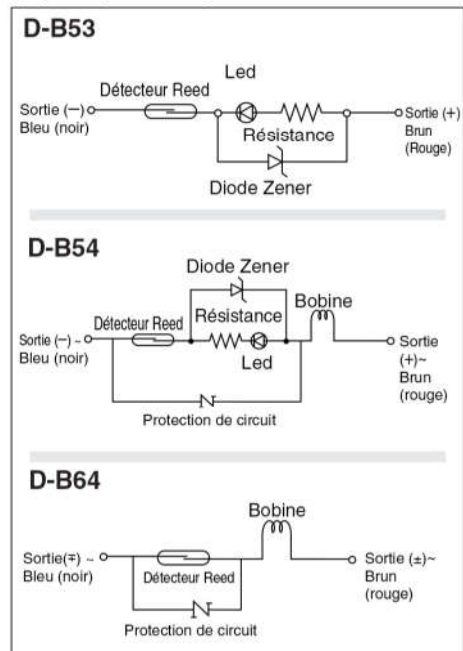 D-B53
Led
Détecteur Reed
Sortie (−)
Bleu (noir)
Sortie (+)
Brun
(Rouge)
Résistance
Diode Zener
D-B54
Diode Zener
Bobine
Détecteur Reed
Résistance
Sortie (−) ~
Bleu (noir)
Sortie
(+)~
Brun
(rouge)
Led
Protection de circuit
D-B64
Bobine
Sortie(∓) ~
Bleu (noir)
Détecteur Reed
Sortie (±)~
Brun
(rouge)
Protection de circuit